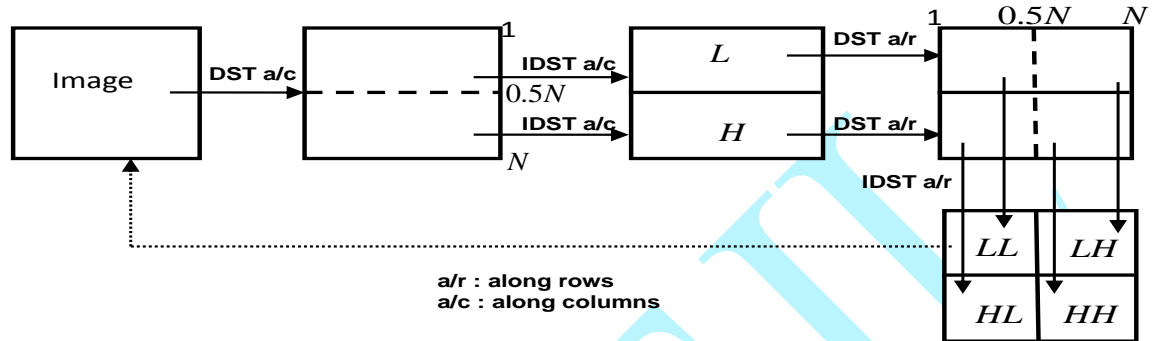 1
1 0.5N N
Image
DST a/c
IDST a/c
L
DST a/r
0.5N
IDST a/c
H
DST a/r
N
IDST a/r
LL LH
HL HH
a/r : along rows
a/c : along columns